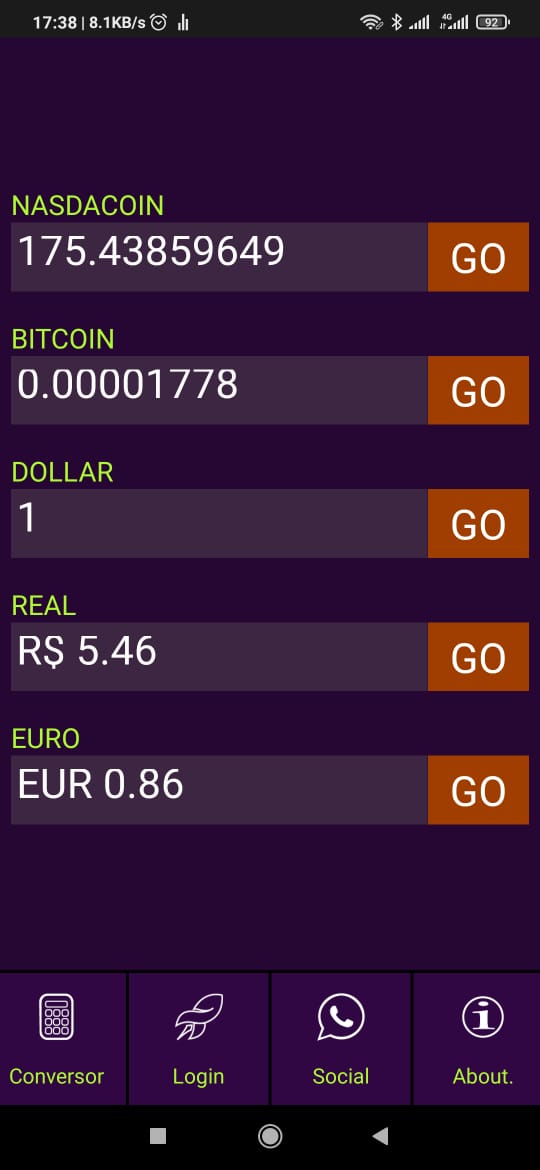 17:38 | 8.1KB/s
4G
92
NASDACOIN
175.43859649
GO
BITCOIN
0.00001778
GO
DOLLAR
1
GO
REAL
R$ 5.46
GO
EURO
EUR 0.86
GO
Conversor
Login
Social
About.